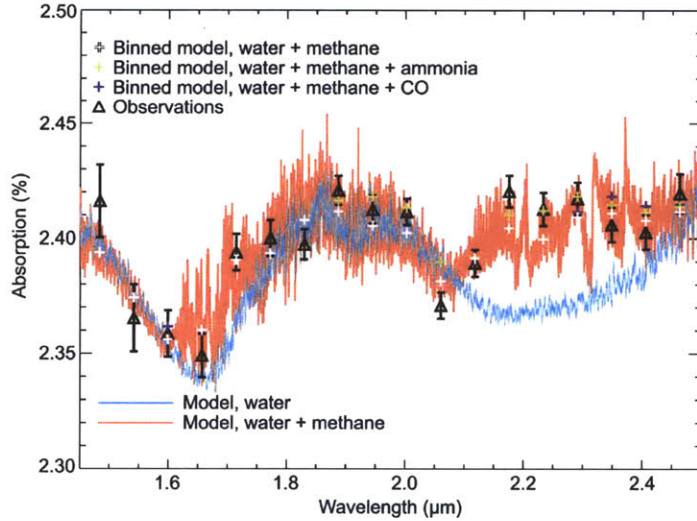 2.50
Binned model, water + methane
Binned model, water + methane + ammonia
Binned model, water + methane + CO
Observations
2.45
2.40
2.35
2.30
Absorption (%)
Model, water
Model, water + methane
1.6 1.8 2.0 2.2 2.4
Wavelength (μm)